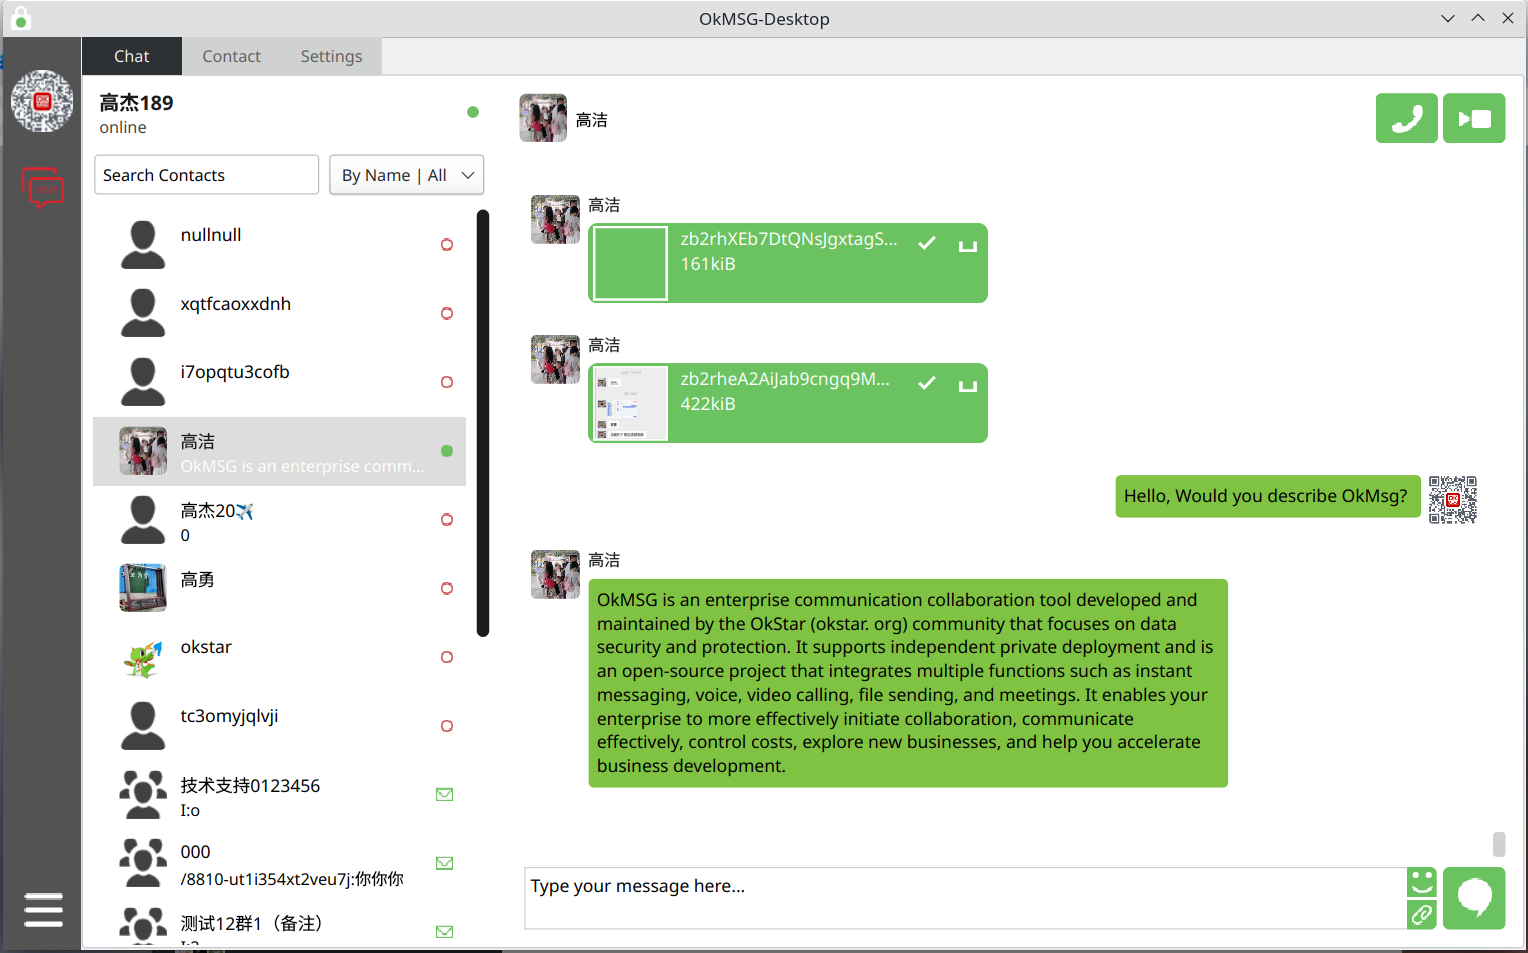 OkMSG-Desktop
Chat
Contact
Settings
高杰189
online
Search Contacts
By Name | All
nullnull
xqtfcaoxxdnh
i7opqtu3cofb
高洁
OkMSG is an enterprise comm...
高杰20✈️
0
高勇
okstar
tc3omyjqlvji
技术支持0123456
I:o
000
/8810-ut1i354xt2veu7j:你你你
测试12群1（备注）
高洁
高洁
zb2rhXEb7DtQNsJgxtagS...
161kiB
高洁
zb2rheA2AiJab9cngq9M...
422kiB
Hello, Would you describe OkMsg?
高洁
OkMSG is an enterprise communication collaboration tool developed and
maintained by the OkStar (okstar. org) community that focuses on data
security and protection. It supports independent private deployment and is
an open-source project that integrates multiple functions such as instant
messaging, voice, video calling, file sending, and meetings. It enables your
enterprise to more effectively initiate collaboration, communicate
effectively, control costs, explore new businesses, and help you accelerate
business development.
Type your message here...